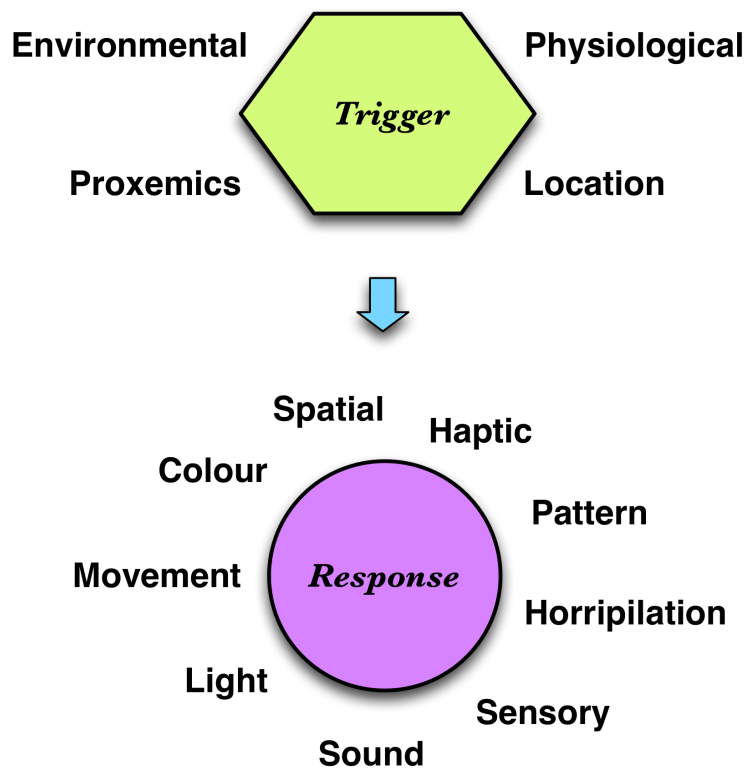 Environmental
Physiological
Trigger
Proxemics
Location
Spatial
Haptic
Colour
Pattern
Movement
Response
Horripilation
Light
Sensory
Sound